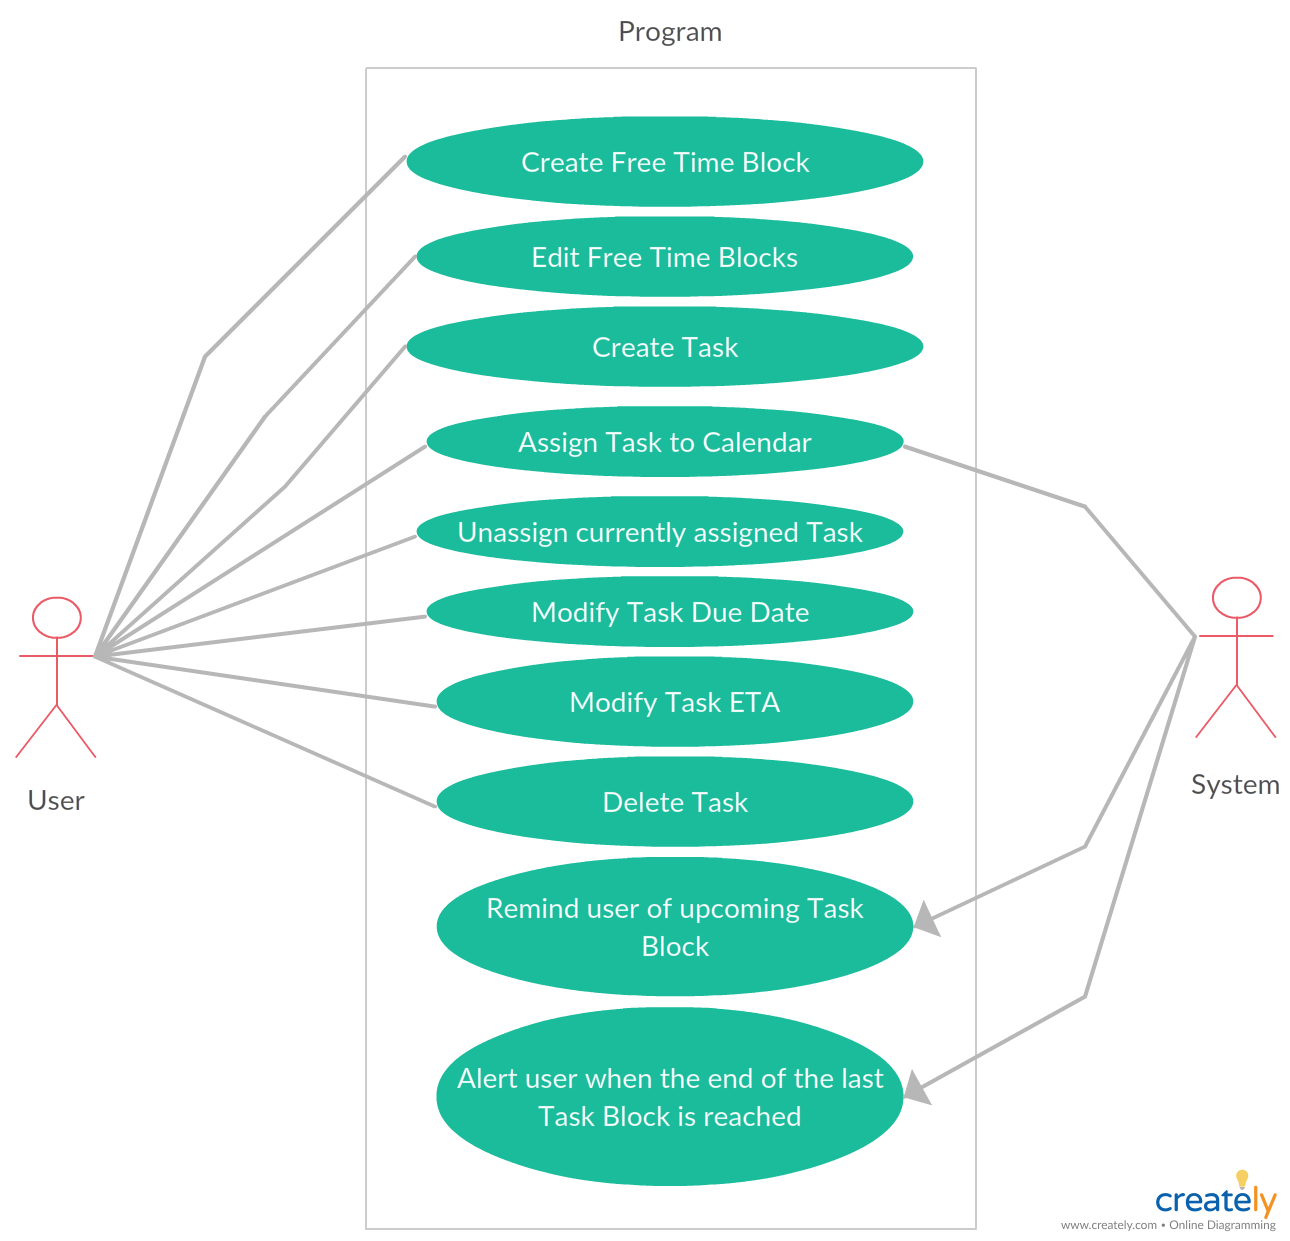 Program
Create Free Time Block
Edit Free Time Blocks
Create Task
Assign Task to Calendar
Unassign currently assigned Task
Modify Task Due Date
Modify Task ETA
Delete Task
User
System
Remind user of upcoming Task
Block
Alert user when the end of the last
Task Block is reached
creately
www.creately.com • Online Diagramming